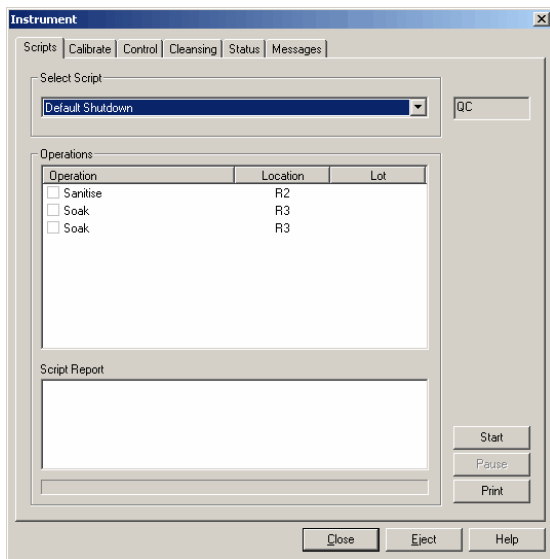 Instrument
Scripts Calibrate Control Cleansing Status Messages
Select Script
Default Shutdown
QC
Operations
Operation Location Lot
Sanitise R2
Soak R3
Soak R3
Script Report
Start
Pause
Print
Close Eject Help